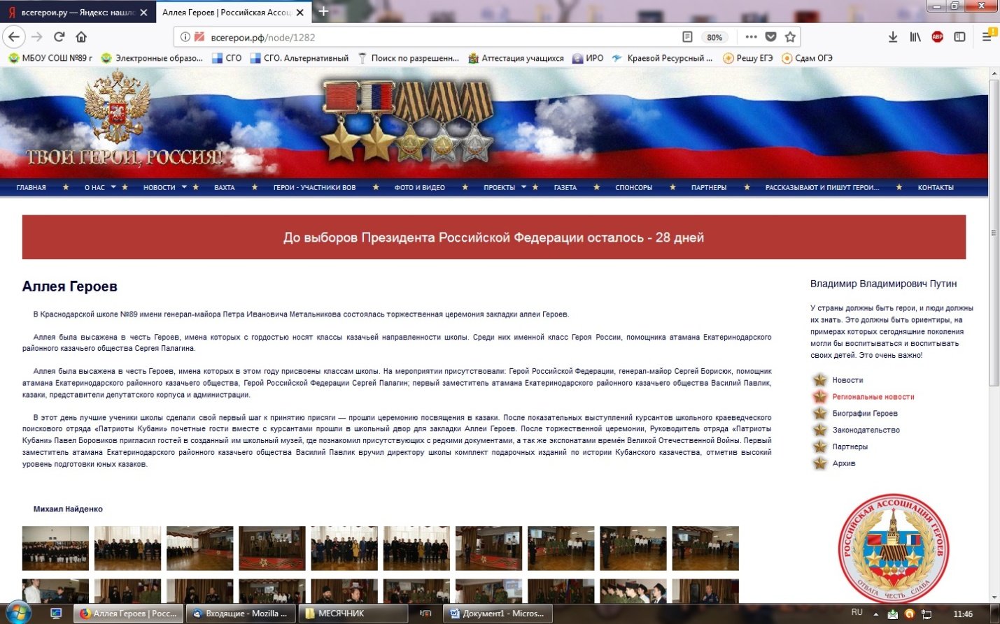 всегерои.ру — Яндекс: нашло
Аллея Героев | Российская Ассоц
всегерои.рф/node/1282
80%
ABP
МБОУ СОШ №89 г
Электронные образо...
СГО
СГО. Альтернативный
Поиск по разрешенн...
Аттестация учащихся
ИРО
Краевой Ресурсный ...
Решу ЕГЭ
Сдам ОГЭ
ТВОИ ГЕРОИ, РОССИЯ!
ГЛАВНАЯ
О НАС
НОВОСТИ
ВАХТА
ГЕРОИ - УЧАСТНИКИ ВОВ
ФОТО И ВИДЕО
ПРОЕКТЫ
ГАЗЕТА
СПОНСОРЫ
ПАРТНЕРЫ
РАССКАЗЫВАЮТ И ПИШУТ ГЕРОИ...
КОНТАКТЫ
До выборов Президента Российской Федерации осталось - 28 дней
Аллея Героев
В Краснодарской школе №89 имени генерал-майора Петра Ивановича Метальникова состоялась торжественная церемония закладки аллеи Героев.
Аллея была высажена в честь Героев, имена которых с гордостью носят классы казачьей направленности школы. Среди них именной класс Героя России, помощника атамана Екатеринодарского
районного казачьего общества Сергея Палагина.
Аллея была высажена в честь Героев, имена которых в этом году присвоены классам школы. На мероприятии присутствовали: Герой Российской Федерации, генерал-майор Сергей Борисюк, помощник
атамана Екатеринодарского районного казачьего общества, Герой Российской Федерации Сергей Палагин; первый заместитель атамана Екатеринодарского районного казачьего общества Василий Павлик,
казаки, представители депутатского корпуса и администрации.
В этот день лучшие ученики школы сделали свой первый шаг к принятию присяги — прошли церемонию посвящения в казаки. После показательных выступлений курсантов школьного краеведческого
поискового отряда «Патриоты Кубани» почетные гости вместе с курсантами прошли в школьный двор для закладки Аллеи Героев. После торжественной церемонии, Руководитель отряда «Патриоты
Кубани» Павел Боровиков пригласил гостей в созданный им школьный музей, где познакомил присутствующих с редкими документами, а так же экспонатами времён Великой Отечественной Войны. Первый
заместитель атамана Екатеринодарского районного казачьего общества Василий Павлик вручил директору школы комплект подарочных изданий по истории Кубанского казачества, отметив высокий
уровень подготовки юных казаков.
Михаил Найденко
Владимир Владимирович Путин
У страны должны быть герои, и люди должны
их знать. Это должны быть ориентиры, на
примерах которых сегодняшние поколения
могли бы воспитываться и воспитывать
своих детей. Это очень важно!
Новости
Региональные новости
Биографии Героев
Законодательство
Партнеры
Архив
РОССИЙСКАЯ АССОЦИАЦИЯ ГЕРОЕВ
ОТВАГА ЧЕСТЬ СЛАВА
Аллея Героев | Росс...
Входящие - Mozilla ...
МЕСЯЧНИК
Документ1 - Micros...
RU
11:46